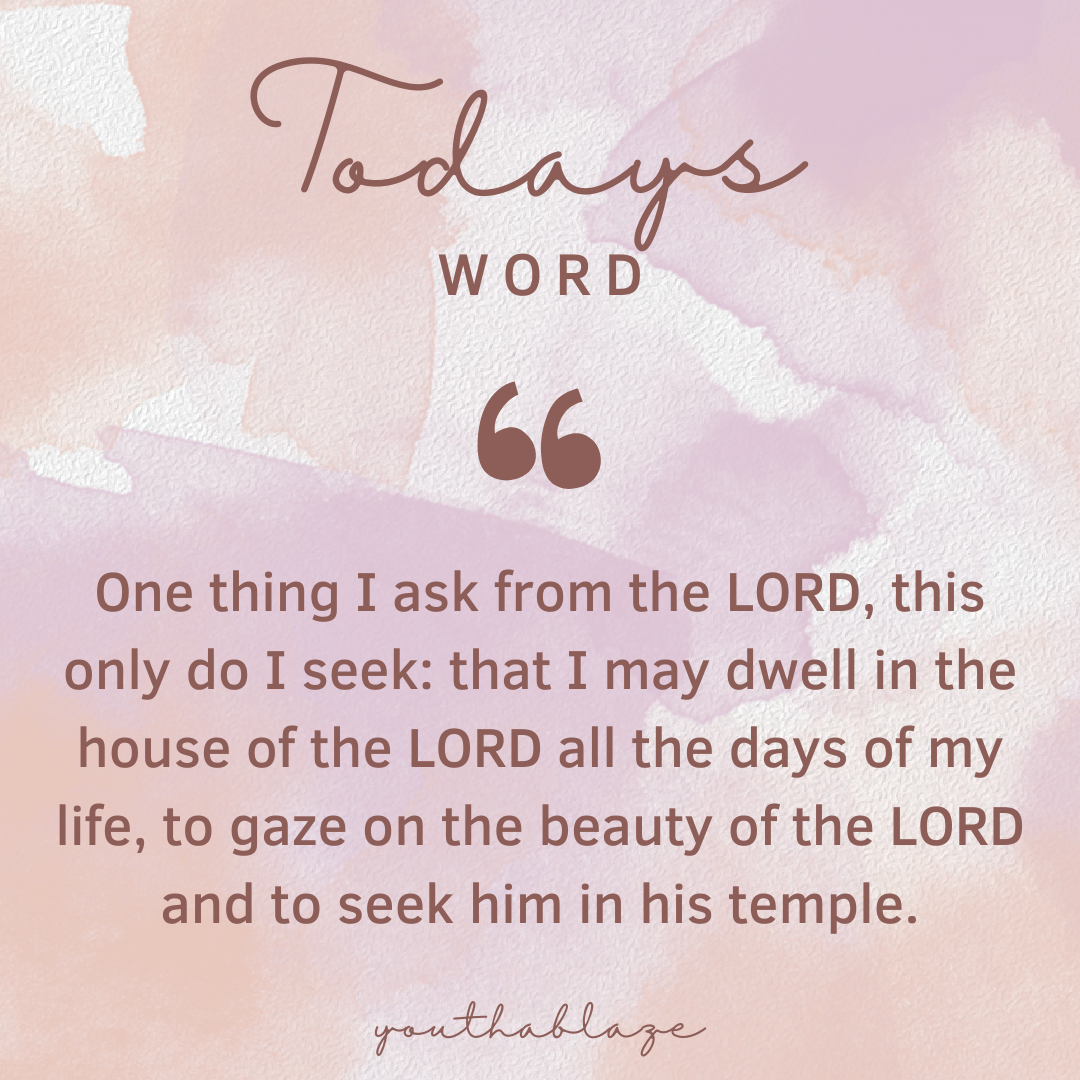 Todays
WORD
“
One thing I ask from the LORD, this
only do I seek: that I may dwell in the
house of the LORD all the days of my
life, to gaze on the beauty of the LORD
and to seek him in his temple.
youthablaze